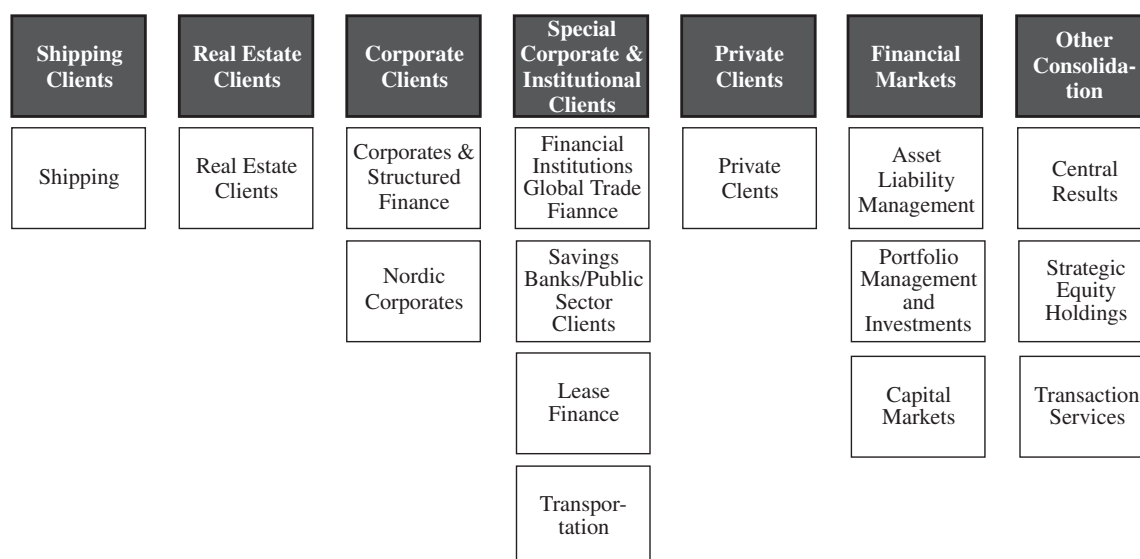 Shipping
Clients
Real Estate
Clients
Corporate
Clients
Special
Corporate &
Institutional
Clients
Private
Clients
Financial
Markets
Other
Consolida-
tion
Shipping
Real Estate
Clients
Corporates &
Structured
Finance
Financial
Institutions
Global Trade
Fiannce
Private
Clents
Asset
Liability
Management
Central
Results
Nordic
Corporates
Savings
Banks/Public
Sector
Clients
Portfolio
Management
and
Investments
Strategic
Equity
Holdings
Lease
Finance
Capital
Markets
Transaction
Services
Transpor-
tation